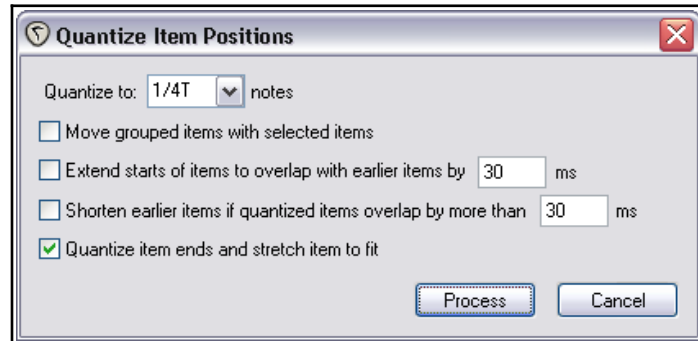 Quantize Item Positions
Quantize to: 1/4T notes
Move grouped items with selected items
Extend starts of items to overlap with earlier items by 30 ms
Shorten earlier items if quantized items overlap by more than 30 ms
Quantize item ends and stretch item to fit
Process Cancel